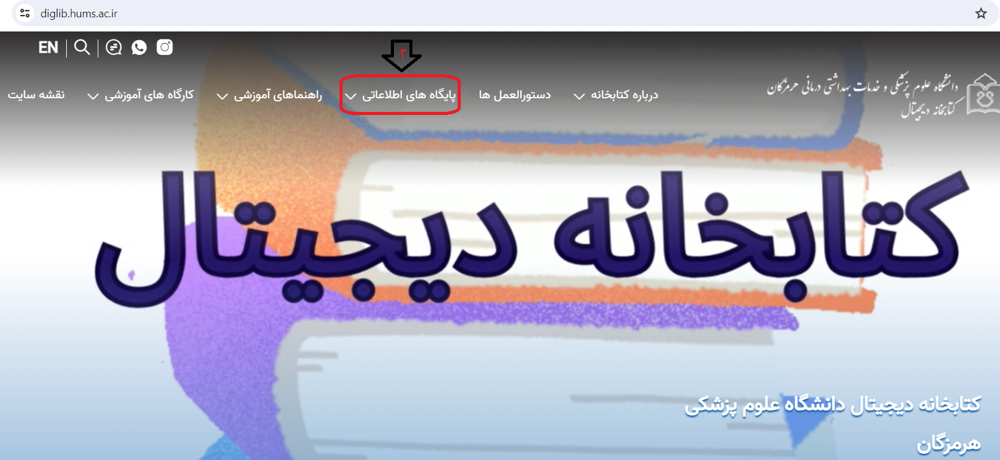 diglib.hums.ac.ir
EN
۲
دانشگاه علوم پزشکی و خدمات بهداشتی درمانی هرمزگان
کتابخانه دیجیتال
درباره کتابخانه
دستورالعمل ها
پایگاه های اطلاعاتی
راهنماهای آموزشی
کارگاه های آموزشی
نقشه سایت
کتابخانه دیجیتال
کتابخانه دیجیتال دانشگاه علوم پزشکی
هرمزگان